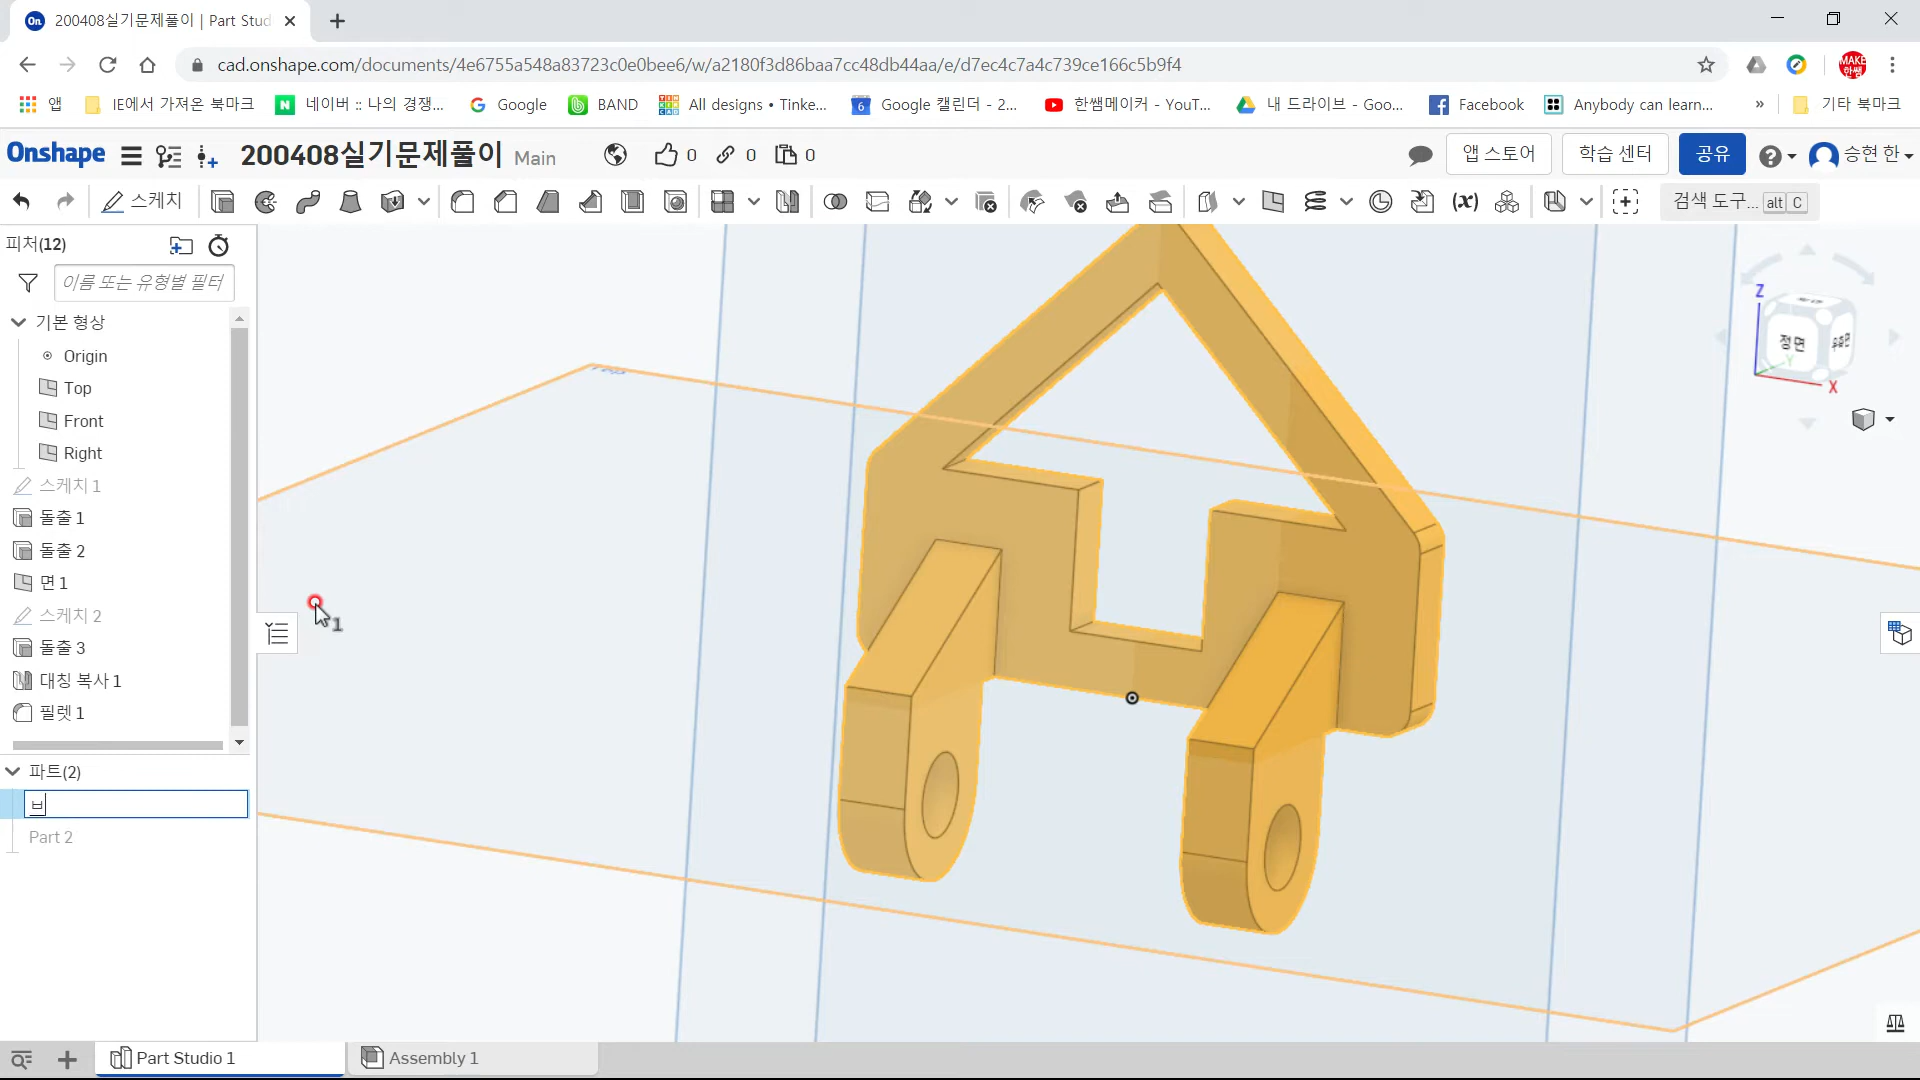 200408실기문제풀이 | Part Stud
cad.onshape.com/documents/4e6755a548a83723c0e0bee6/w/a2180f3d86baa7cc48db44aa/e/d7ec4c7a4c739ce166c5b9f4
MAKE
한쌤
앱
IE에서 가져온 북마크
네이버 :: 나의 경쟁...
Google
BAND
All designs • Tinke...
Google 캘린더 - 2...
한쌤메이커 - YouT...
내 드라이브 - Goo...
Facebook
Anybody can learn...
»
기타 북마크
Onshape
200408실기문제풀이 Main
0
0
0
앱 스토어
학습 센터
공유
승현 한
스케치
(x)
검색 도구... alt C
피처(12)
이름 또는 유형별 필터
기본 형상
Origin
Top
Front
Right
스케치 1
돌출 1
돌출 2
면 1
스케치 2
돌출 3
대칭 복사 1
필렛 1
파트(2)
ㅂ
Part 2
1
Z
정면
Y
X
Part Studio 1
Assembly 1